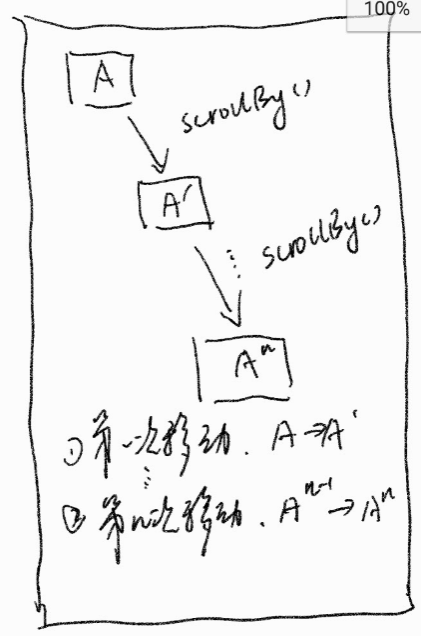 100%
A
scrollBy()
A'
scrollBy()
Aⁿ
① 第一次移动. A→A'
② 第n次移动. Aⁿ⁻¹→Aⁿ